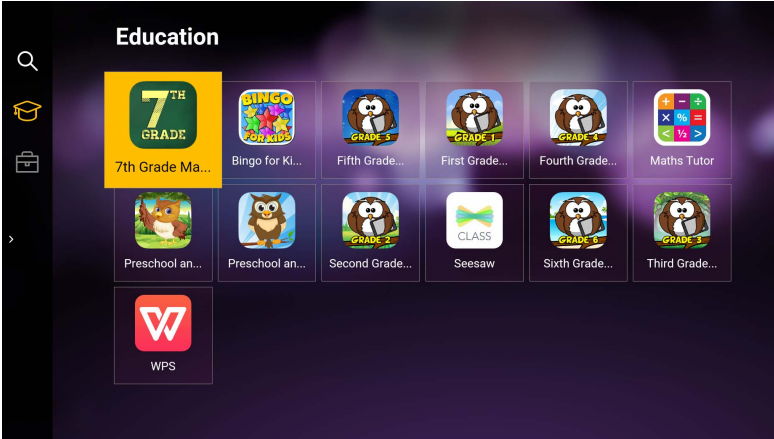 Education
7TH
GRADE
BINGO
FOR KIDS
GRADE 5
GRADE 1
GRADE 4
+ - ÷
x % =
< ½ >
7th Grade Ma...
Bingo for Ki...
Fifth Grade...
First Grade...
Fourth Grade...
Maths Tutor
GRADE 2
CLASS
GRADE 6
GRADE 3
Preschool an...
Preschool an...
Second Grade...
Seesaw
Sixth Grade...
Third Grade...
W
WPS